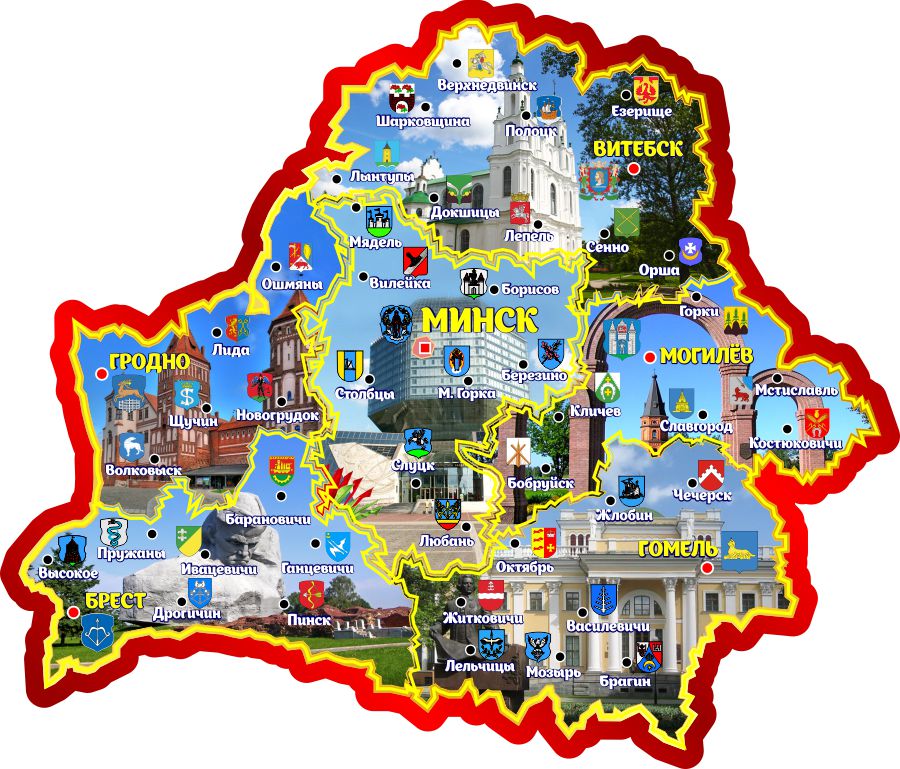 Верхнедвинск
Шарковщина
Полоцк
Езерище
ВИТЕБСК
Лынтупы
Докшицы
Лепель
Сенно
Орша
Мядель
Вилейка
Борисов
Ошмяны
МИНСК
Горки
Лида
ГРОДНО
МОГИЛЁВ
Березино
Мстиславль
Столбцы
М. Горка
Щучин
Новогрудок
Кличев
Славгород
Костюковичи
Волковыск
Слуцк
Бобруйск
Чечерск
Жлобин
Барановичи
Любань
ГОМЕЛЬ
Пружаны
Ивацевичи
Ганцевичи
Октябрь
Высокое
БРЕСТ
Дрогичин
Пинск
Житковичи
Василевичи
Лельчицы
Мозырь
Брагин